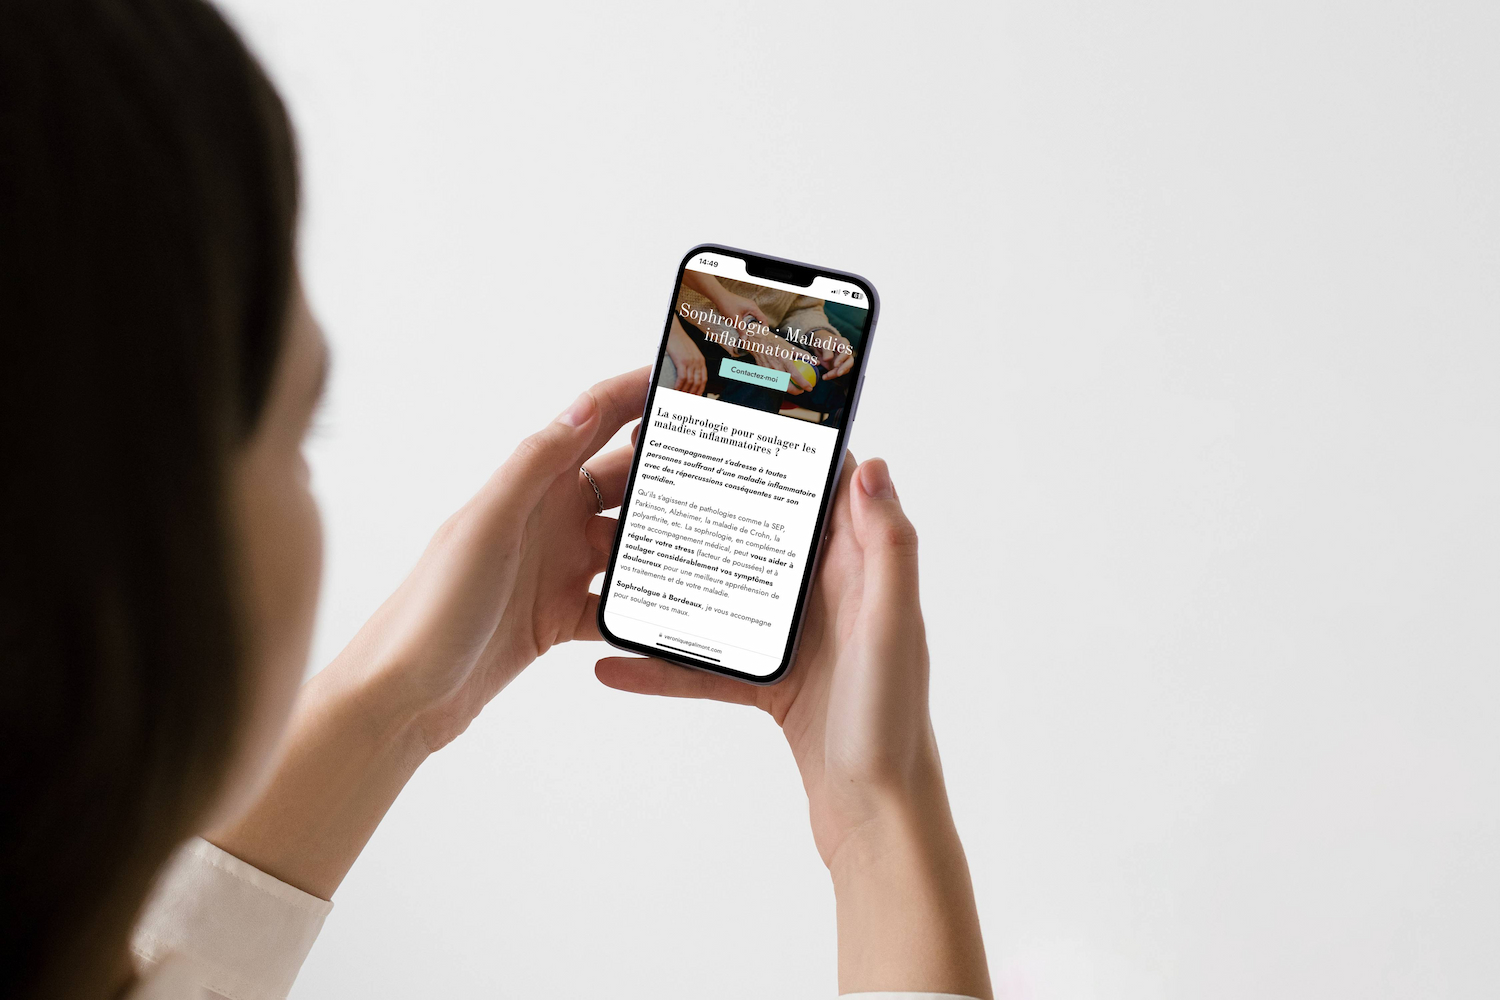 14:49
Sophrologie : Maladies
inflammatoires
Contactez-moi
La sophrologie pour soulager les
maladies inflammatoires ?
Cet accompagnement s'adresse à toutes
personnes souffrant d'une maladie inflammatoire
avec des répercussions conséquentes sur son
quotidien.
Qu'ils s'agissent de pathologies comme la SEP,
Parkinson, Alzheimer, la maladie de Crohn, la
polyarthrite, etc. La sophrologie, en complément de
votre accompagnement médical, peut vous aider à
réguler votre stress (facteur de poussées) et à
soulager considérablement vos symptômes
douloureux pour une meilleure appréhension de
vos traitements et de votre maladie.
Sophrologue à Bordeaux, je vous accompagne
pour soulager vos maux.
veroniquegalimont.com